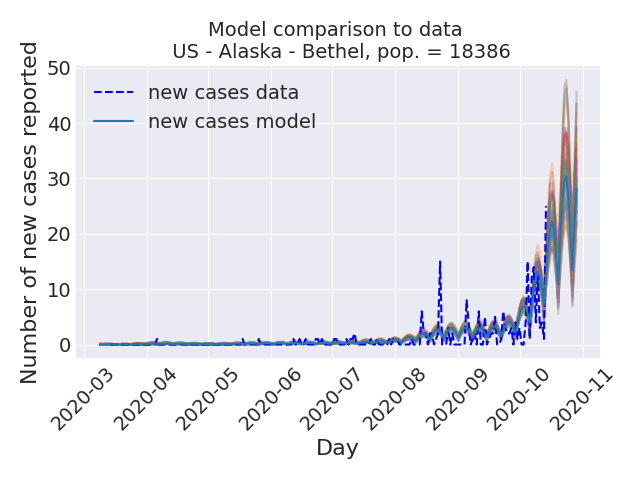 Model comparison to data
US - Alaska - Bethel, pop. = 18386
Number of new cases reported
50
40
30
20
10
0
new cases data
new cases model
2020-03
2020-04
2020-05
2020-06
2020-07
2020-08
2020-09
2020-10
2020-11
Day